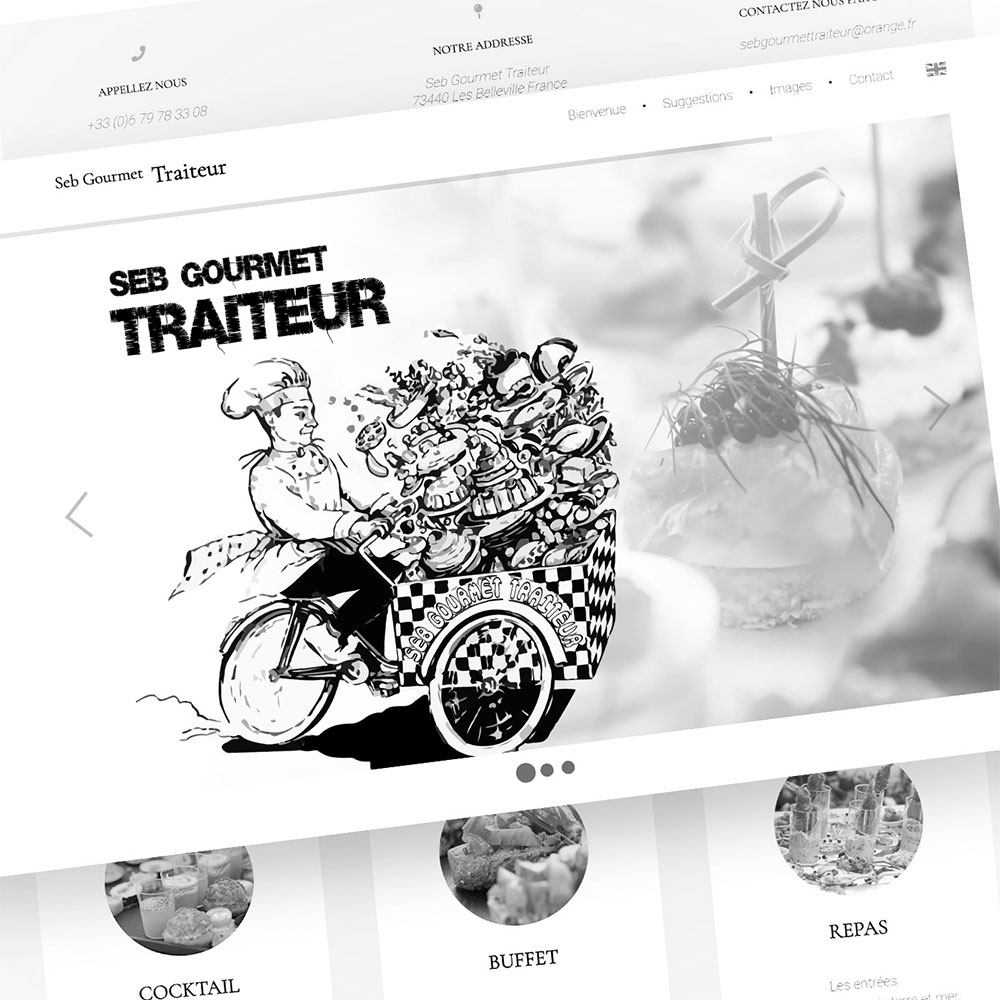 APPELLEZ NOUS
+33 (0)6 79 78 33 08
NOTRE ADDRESSE
Seb Gourmet Traiteur
73440 Les Belleville France
CONTACTEZ NOUS
sebgourmettraiteur@orange.fr
Bienvenue • Suggestions • Images • Contact
Seb Gourmet Traiteur
SEB GOURMET
TRAITEUR
SEB GOURMET TRAITEUR
COCKTAIL
BUFFET
REPAS
Les entrées
terre et mer